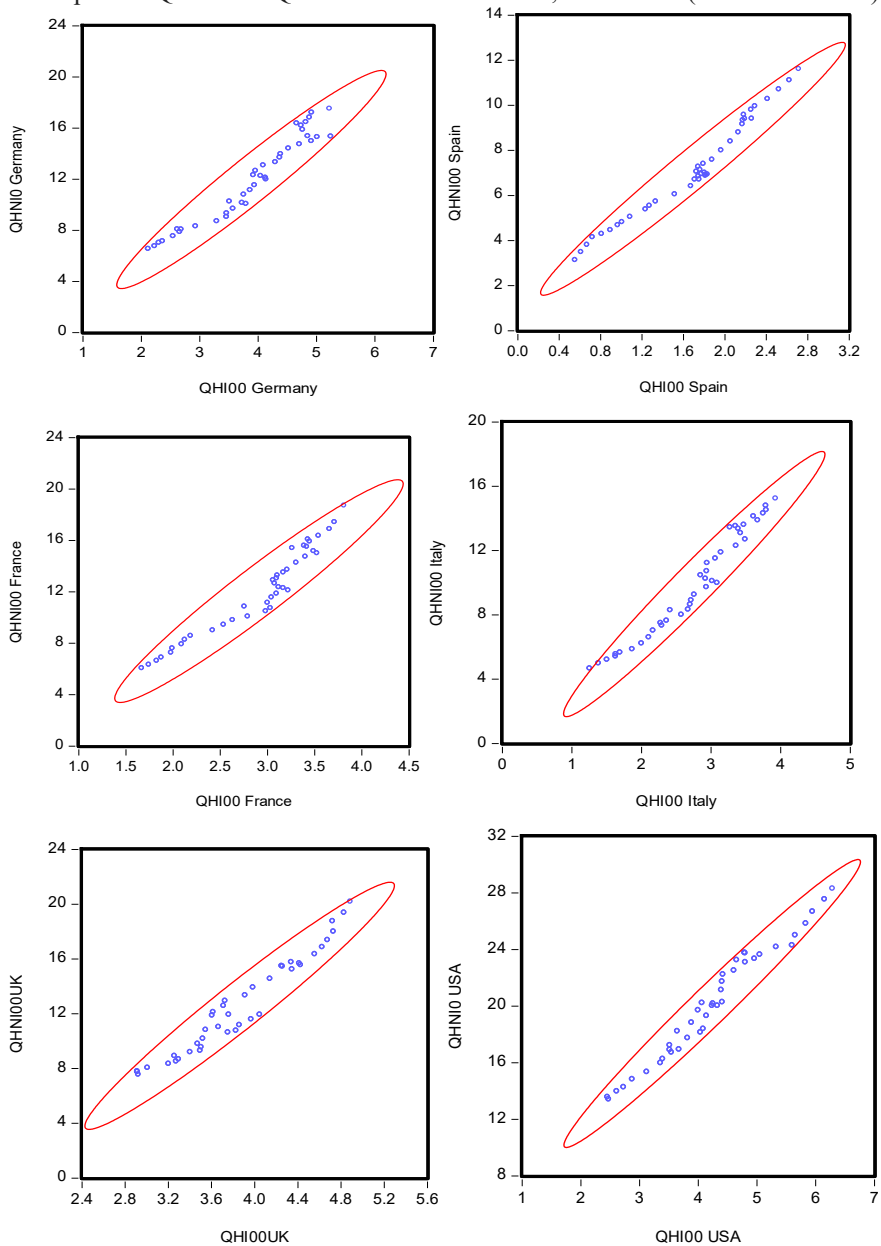 24
20
16
12
8
4
0
QHNI0 Germany
1 2 3 4 5 6 7
QHI00 Germany
14
12
10
8
6
4
2
0
QHNI00 Spain
0.0 0.4 0.8 1.2 1.6 2.0 2.4 2.8 3.2
QHI00 Spain
24
20
16
12
8
4
0
QHNI00 France
1.0 1.5 2.0 2.5 3.0 3.5 4.0 4.5
QHI00 France
20
16
12
8
4
0
QHNI00 Italy
0 1 2 3 4 5
QHI00 Italy
24
20
16
12
8
4
0
QHNI00UK
2.4 2.8 3.2 3.6 4.0 4.4 4.8 5.2 5.6
QHI00UK
32
28
24
20
16
12
8
QHNI0 USA
1 2 3 4 5 6 7
QHI00 USA